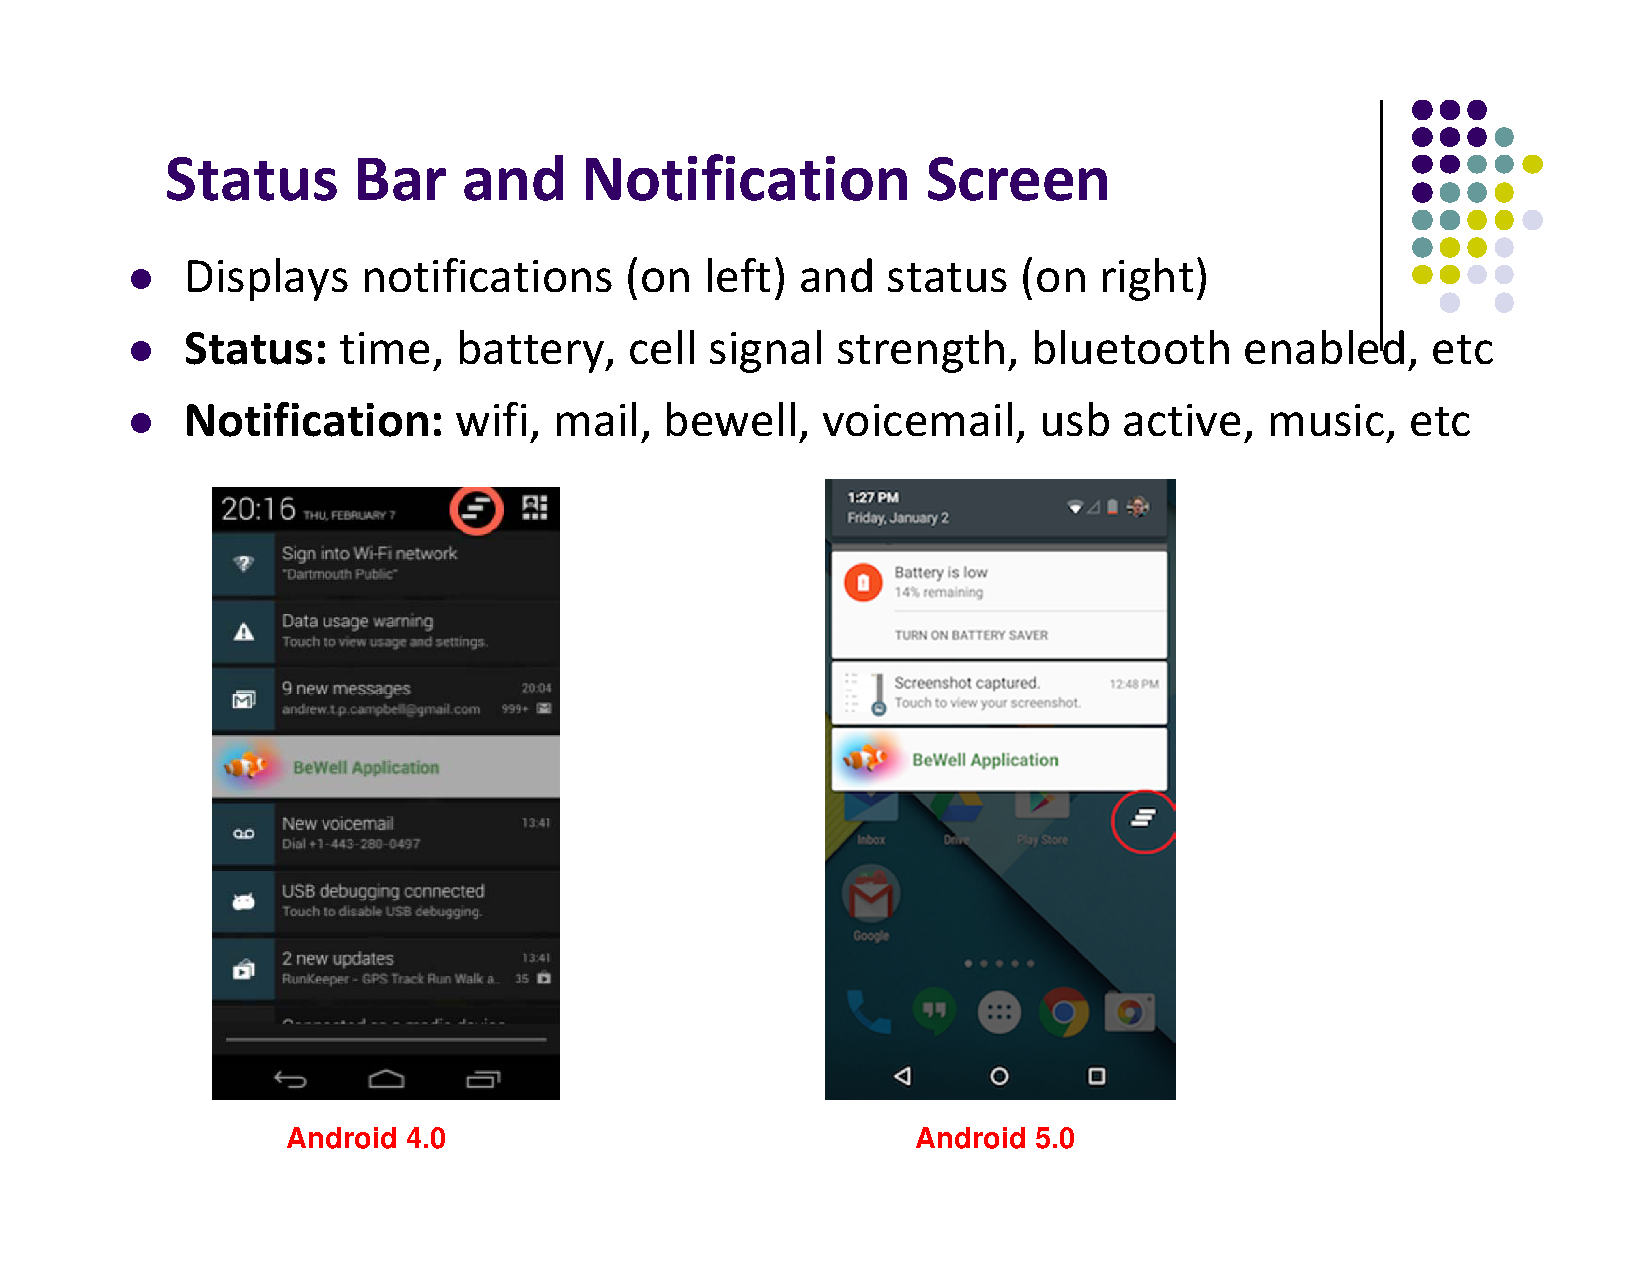 Status Bar and Notification Screen
Displays notifications (on left) and status (on right)
Status: time, battery, cell signal strength, bluetooth enabled, etc
Notification: wifi, mail, bewell, voicemail, usb active, music, etc
20:16 THU, FEBRUARY 7
Sign into Wi-Fi network
"Dartmouth Public"
Data usage warning
Touch to view usage and settings.
9 new messages 20:04
andrew.t.p.campbell@gmail.com 999+
BeWell Application
New voicemail 13:41
Dial +1-443-280-0497
USB debugging connected
Touch to disable USB debugging.
2 new updates 13:41
RunKeeper - GPS Track Run Walk a.. 35
1:27 PM
Friday, January 2
Battery is low
14% remaining
TURN ON BATTERY SAVER
Screenshot captured. 12:48 PM
Touch to view your screenshot.
BeWell Application
Inbox Drive Play Store
Google
Android 4.0
Android 5.0